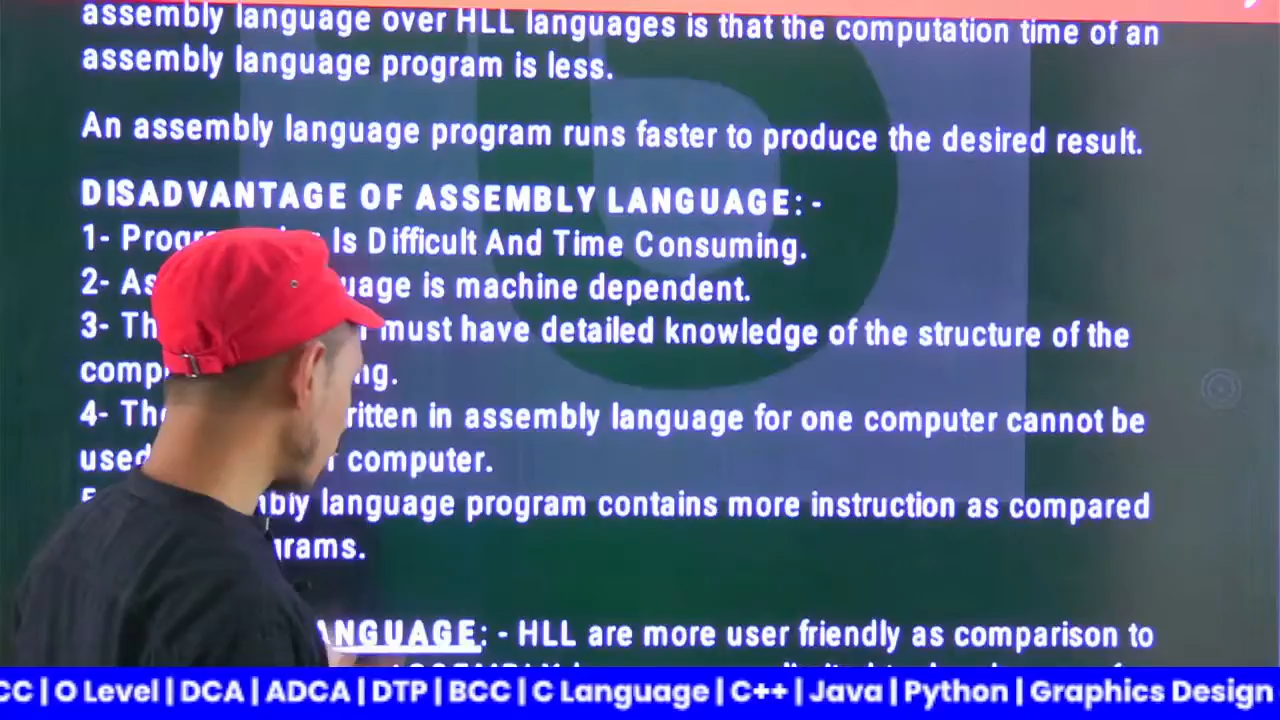 assembly language over HLL languages is that the computation time of an
assembly language program is less.
An assembly language program runs faster to produce the desired result.
DISADVANTAGE OF ASSEMBLY LANGUAGE: -
1- Is Difficult And Time Consuming.
2- is machine dependent.
3- must have detailed knowledge of the structure of the
4- in assembly language for one computer cannot be
used computer.
language program contains more instruction as compared
: - HLL are more user friendly as comparison to
| O Level | DCA | ADCA | DTP | BCC | C Language | C++ | Java | Python | Graphics Design